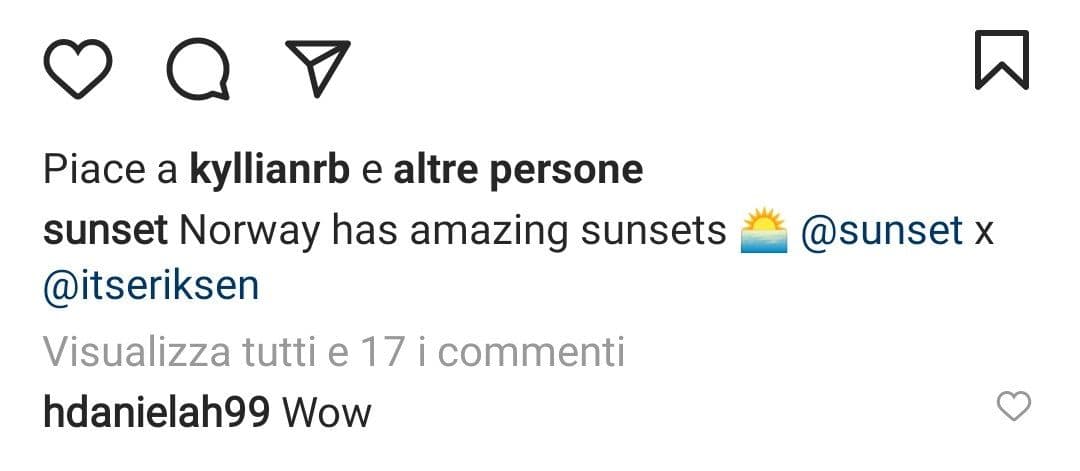 Piace a kyllianrb e altre persone
sunset Norway has amazing sunsets 🌅 @sunset x
@itseriksen
Visualizza tutti e 17 i commenti
hdanielah99 Wow